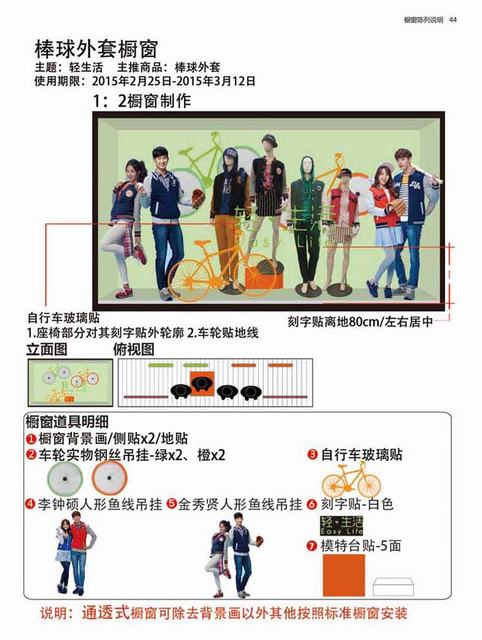 橱窗陈列说明 44
棒球外套橱窗
主题：轻生活 主推商品：棒球外套
使用期限：2015年2月25日-2015年3月12日
1：2橱窗制作
轻·生活
Easy Life
自行车玻璃贴
1.座椅部分对其刻字贴外轮廓 2.车轮贴地线
刻字贴离地80cm/左右居中
立面图 俯视图
橱窗道具明细
1 橱窗背景画/侧贴x2/地贴
2 车轮实物钢丝吊挂-绿x2、橙x2
3 自行车玻璃贴
4 李钟硕人形鱼线吊挂 5 金秀贤人形鱼线吊挂 6 刻字贴-白色
轻·生活
Easy Life
7 模特台贴-5面
说明：通透式橱窗可除去背景画以外其他按照标准橱窗安装